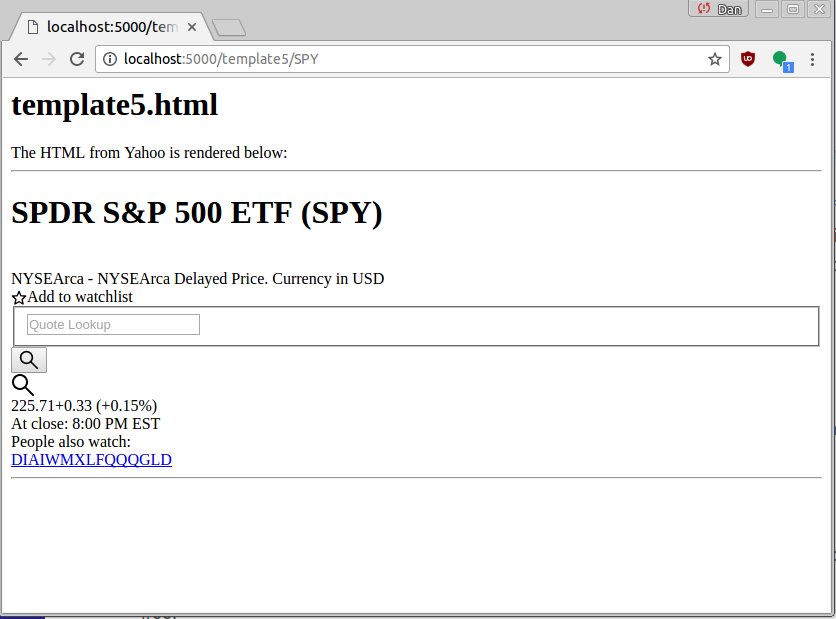 Dan
localhost:5000/tem
localhost:5000/template5/SPY
UD
1
template5.html
The HTML from Yahoo is rendered below:
SPDR S&P 500 ETF (SPY)
NYSEArca - NYSEArca Delayed Price. Currency in USD
Add to watchlist
Quote Lookup
225.71+0.33 (+0.15%)
At close: 8:00 PM EST
People also watch:
DIAIWMXLFQQQGLD